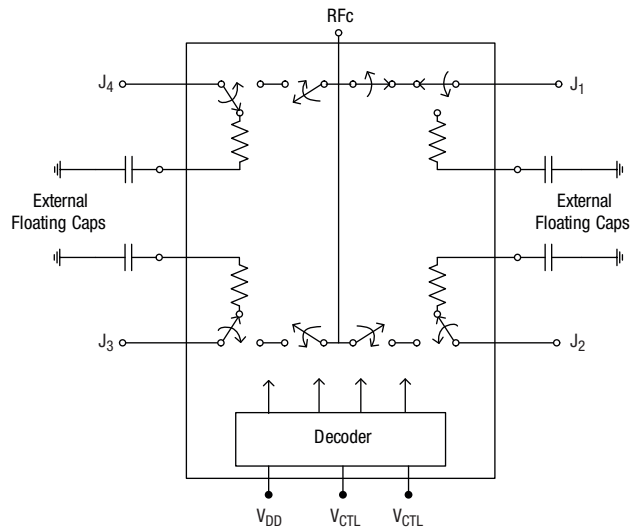 RFc
J4
J1
External
Floating Caps
External
Floating Caps
J3
J2
Decoder
VDD
VCTL
VCTL